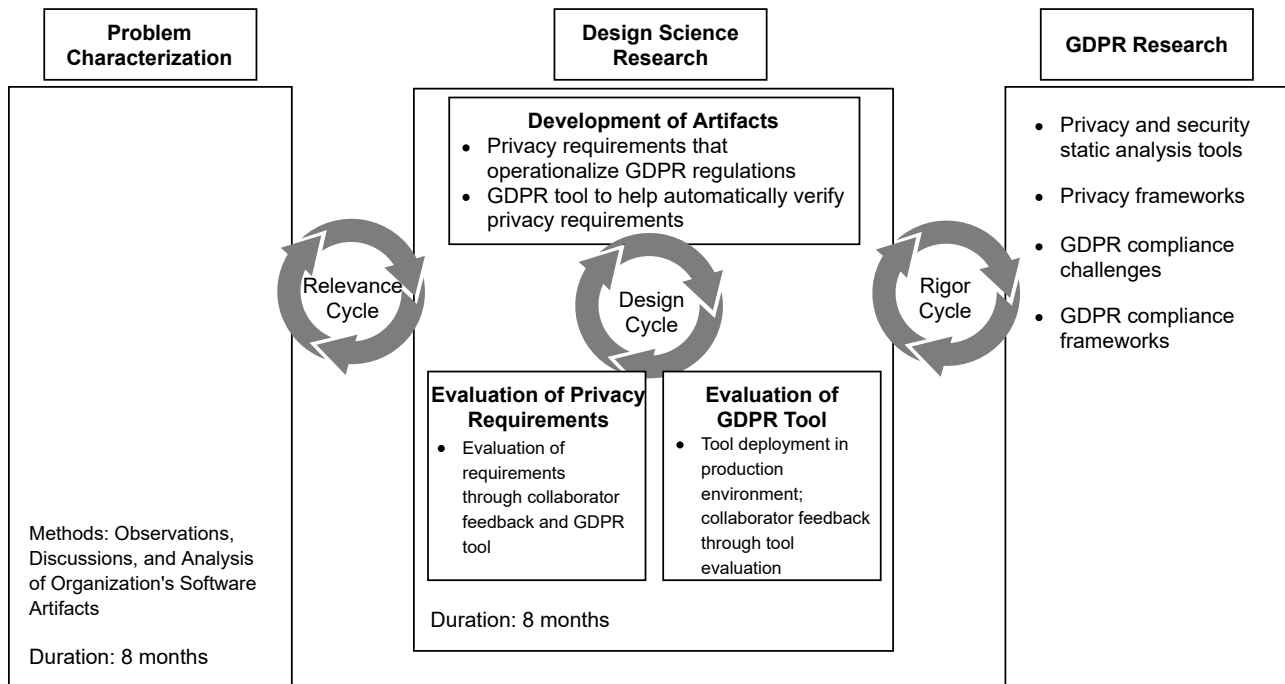 Problem
Characterization
Methods: Observations,
Discussions, and Analysis
of Organization's Software
Artifacts
Duration: 8 months
Relevance
Cycle
Design Science
Research
Development of Artifacts
• Privacy requirements that
operationalize GDPR regulations
• GDPR tool to help automatically verify
privacy requirements
Design
Cycle
Evaluation of Privacy
Requirements
• Evaluation of
requirements
through collaborator
feedback and GDPR
tool
Evaluation of
GDPR Tool
• Tool deployment in
production
environment;
collaborator feedback
through tool
evaluation
Duration: 8 months
Rigor
Cycle
GDPR Research
• Privacy and security
static analysis tools
• Privacy frameworks
• GDPR compliance
challenges
• GDPR compliance
frameworks